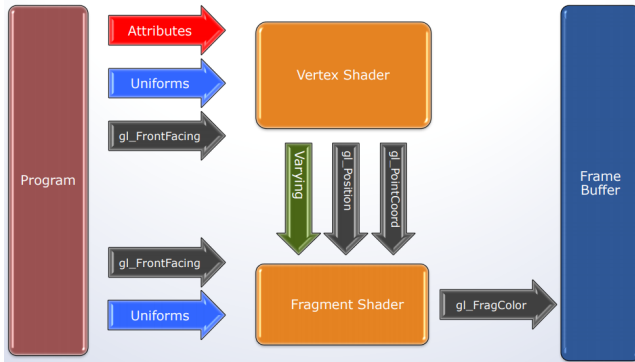 Attributes
Vertex Shader
Uniforms
gl_FrontFacing
Program
Varying
gl_Position
gl_PointCoord
Frame
Buffer
gl_FrontFacing
Fragment Shader
gl_FragColor
Uniforms